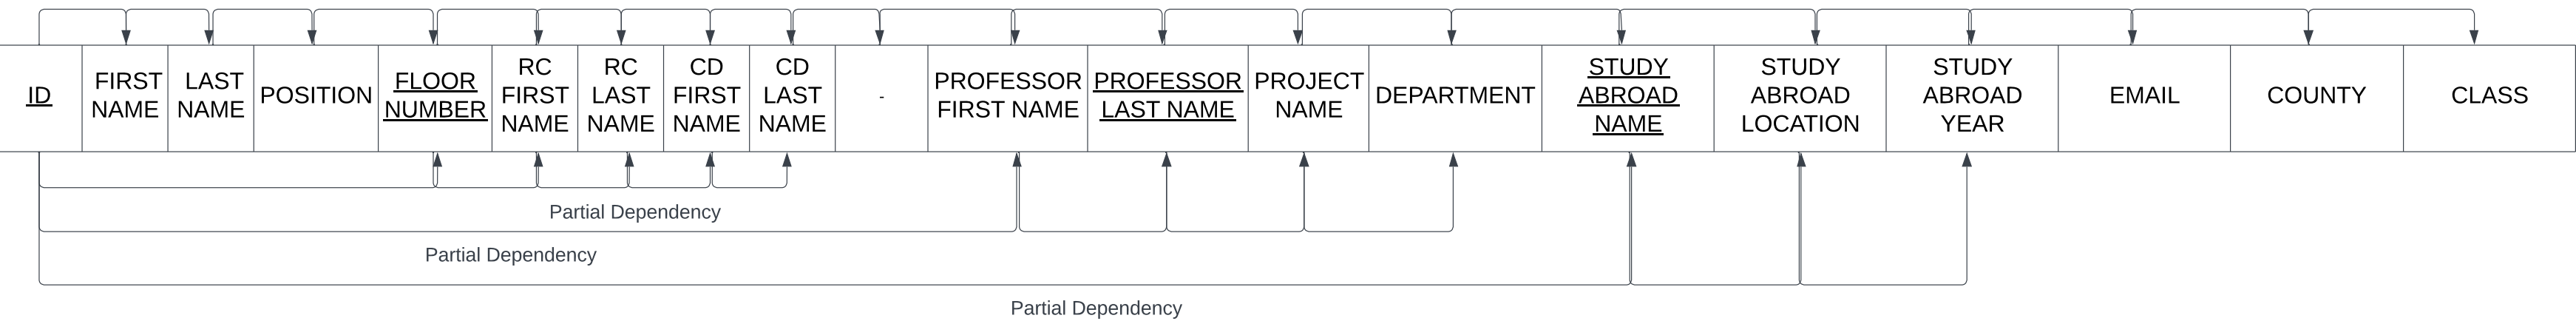 ID
FIRST
NAME
LAST
NAME
POSITION
FLOOR
NUMBER
RC
FIRST
NAME
RC
LAST
NAME
CD
FIRST
NAME
CD
LAST
NAME
-
PROFESSOR
FIRST NAME
PROFESSOR
LAST NAME
PROJECT
NAME
DEPARTMENT
STUDY
ABROAD
NAME
STUDY
ABROAD
LOCATION
STUDY
ABROAD
YEAR
EMAIL
COUNTY
CLASS
Partial Dependency
Partial Dependency
Partial Dependency